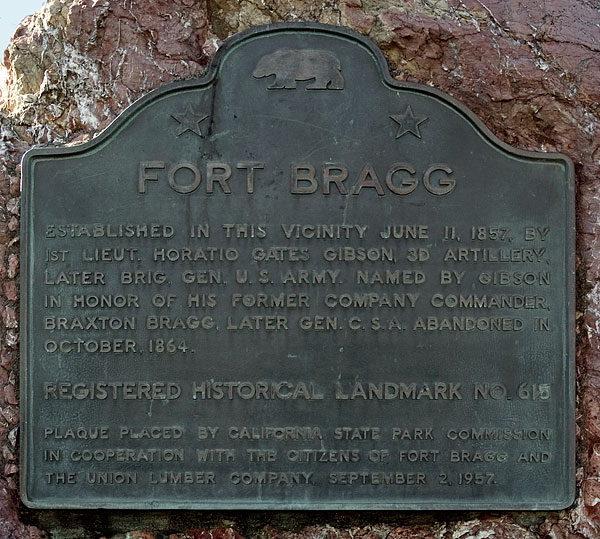 FORT BRAGG
ESTABLISHED IN THIS VICINITY JUNE 11, 1857, BY
1ST LIEUT. HORATIO GATES GIBSON, 3D ARTILLERY,
LATER BRIG. GEN. U.S. ARMY. NAMED BY GIBSON
IN HONOR OF HIS FORMER COMPANY COMMANDER,
BRAXTON BRAGG, LATER GEN. C.S.A. ABANDONED IN
OCTOBER, 1864.
REGISTERED HISTORICAL LANDMARK NO. 615
PLAQUE PLACED BY CALIFORNIA STATE PARK COMMISSION
IN COOPERATION WITH THE CITIZENS OF FORT BRAGG AND
THE UNION LUMBER COMPANY, SEPTEMBER 2, 1957.